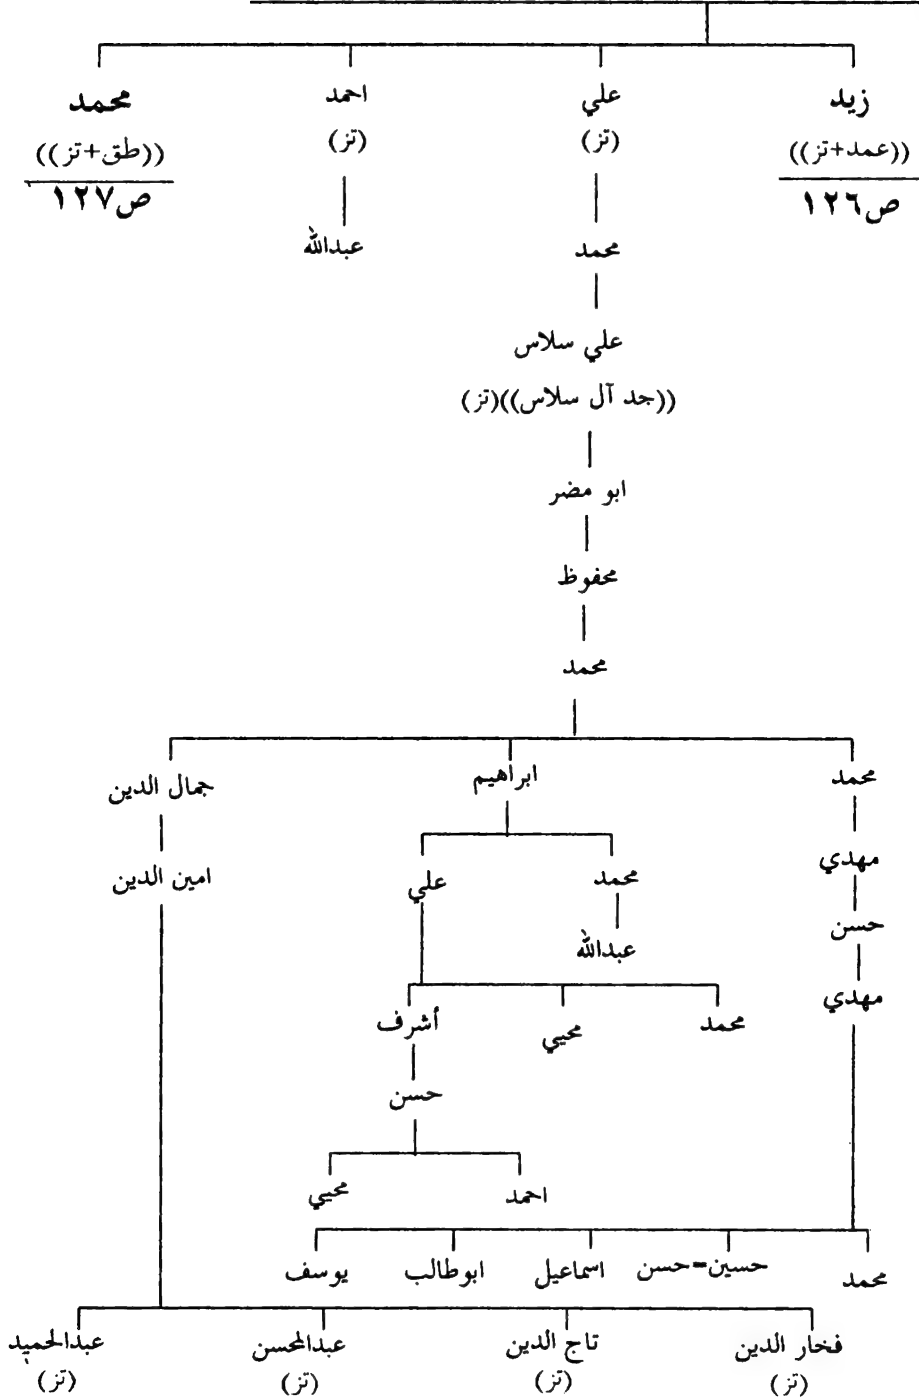 زيد علي احمد محمد
((عمد+تز)) (تز) (تز) ((طق+تز))
ص١٢٦ ص١٢٧
محمد عبدالله
علي سلاس
((جد آل سلاس))(تز)
ابو مضر
محفوظ
محمد
محمد ابراهيم جمال الدين
مهدي محمد علي امين الدين
حسن عبدالله
مهدي
محمد محيي أشرف
حسن
احمد محيي
محمد حسين=حسن اسماعيل ابوطالب يوسف
فخار الدين تاج الدين عبدالمحسن عبدالحميد
(تز) (تز) (تز) (تز)